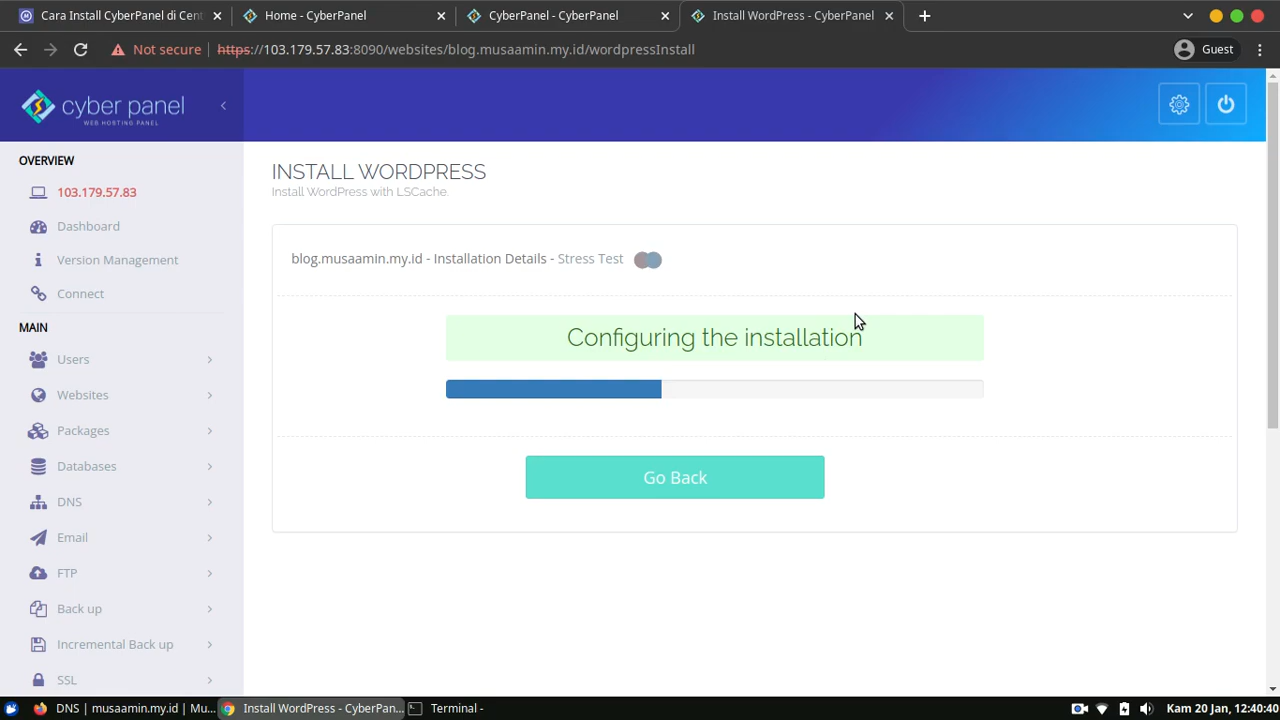 Cara Install CyberPanel di Cent
Home - CyberPanel
CyberPanel - CyberPanel
Install WordPress - CyberPanel
Not secure
https://103.179.57.83:8090/websites/blog.musaamin.my.id/wordpressInstall
Guest
cyber panel
WEB HOSTING PANEL
OVERVIEW
103.179.57.83
Dashboard
Version Management
Connect
MAIN
Users
Websites
Packages
Databases
DNS
Email
FTP
Back up
Incremental Back up
SSL
INSTALL WORDPRESS
Install WordPress with LSCache.
blog.musaamin.my.id - Installation Details - Stress Test
Configuring the installation
Go Back
DNS | musaamin.my.id | Mu...
Install WordPress - CyberPan...
Terminal -
Kam 20 Jan, 12:40:40